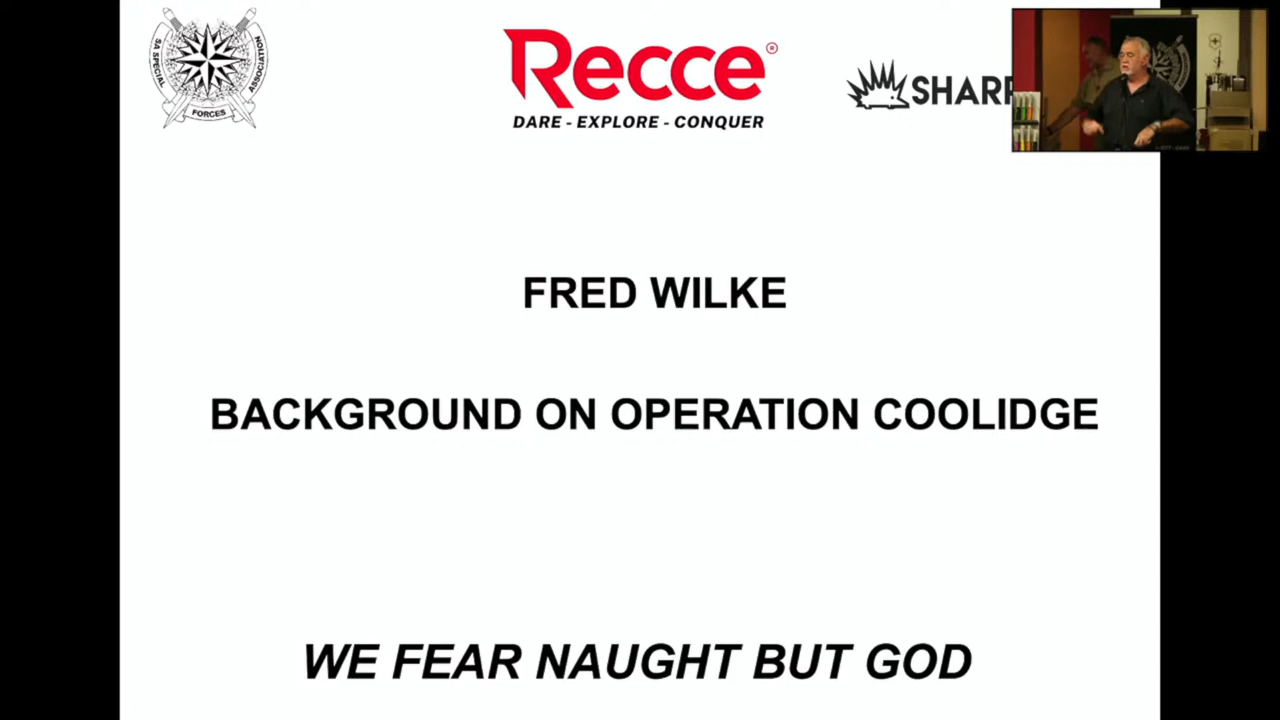 SA SPECIAL
FORCES
ASSOCIATION
Recce®
DARE - EXPLORE - CONQUER
FRED WILKE
BACKGROUND ON OPERATION COOLIDGE
WE FEAR NAUGHT BUT GOD